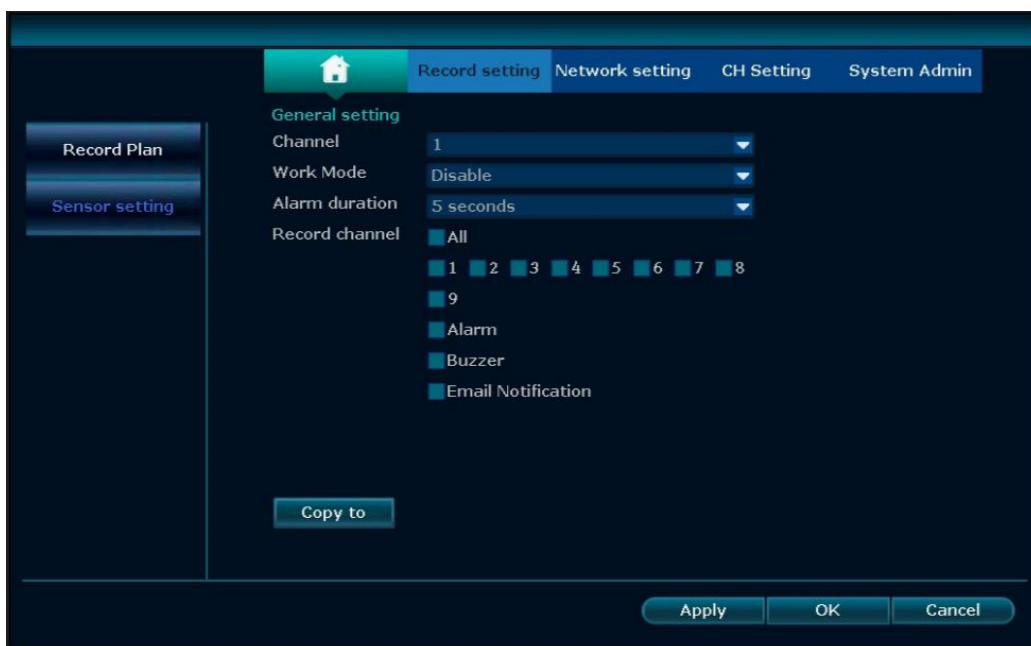 Record setting Network setting CH Setting System Admin
General setting
Record Plan
Sensor setting
Channel 1
Work Mode Disable
Alarm duration 5 seconds
Record channel All
1 2 3 4 5 6 7 8
9
Alarm
Buzzer
Email Notification
Copy to
Apply OK Cancel